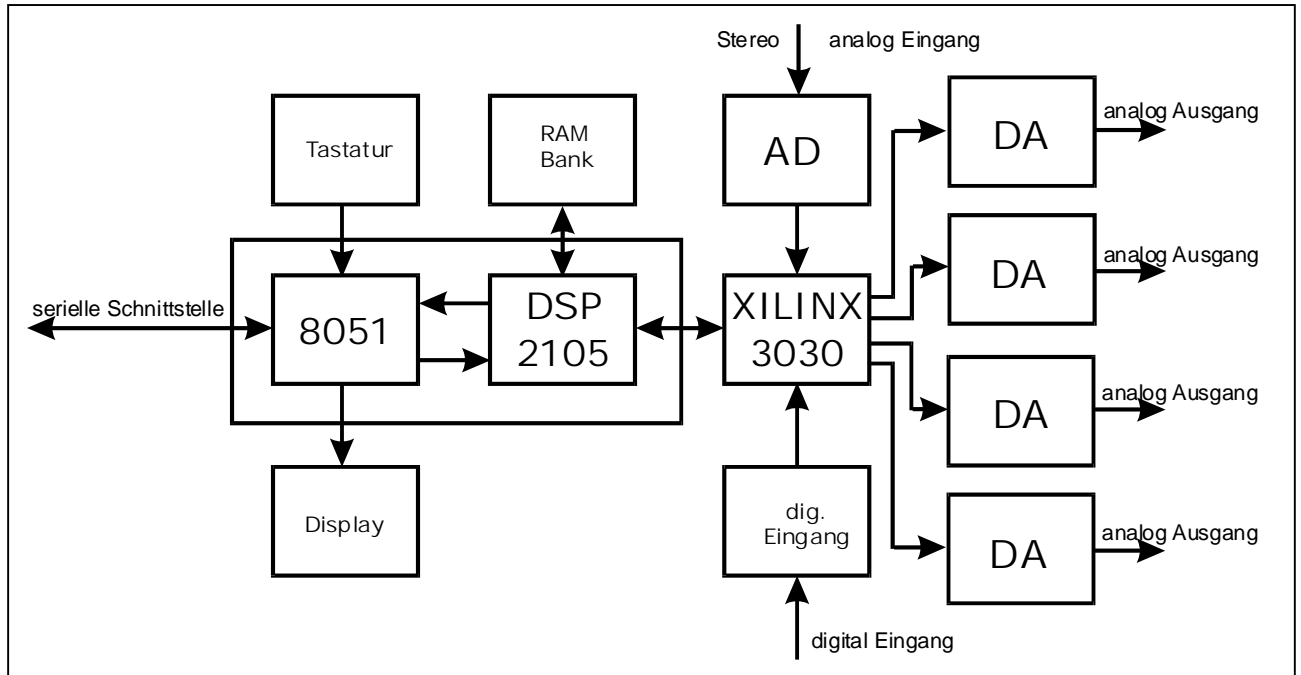 Stereo analog Eingang
analog Ausgang
DA
Tastatur
RAM
Bank
AD
analog Ausgang
DA
serielle Schnittstelle
8051
DSP
2105
XILINX
3030
analog Ausgang
DA
Display
dig.
Eingang
analog Ausgang
DA
digital Eingang